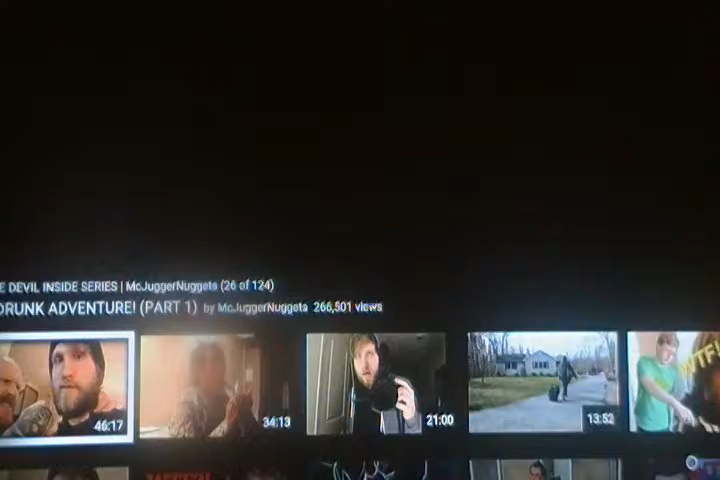 E DEVIL INSIDE SERIES | McJuggerNuggets (26 of 124)
DRUNK ADVENTURE! (PART 1) by McJuggerNuggets 266,501 views
46:17
34:13
21:00
13:52
WTF!